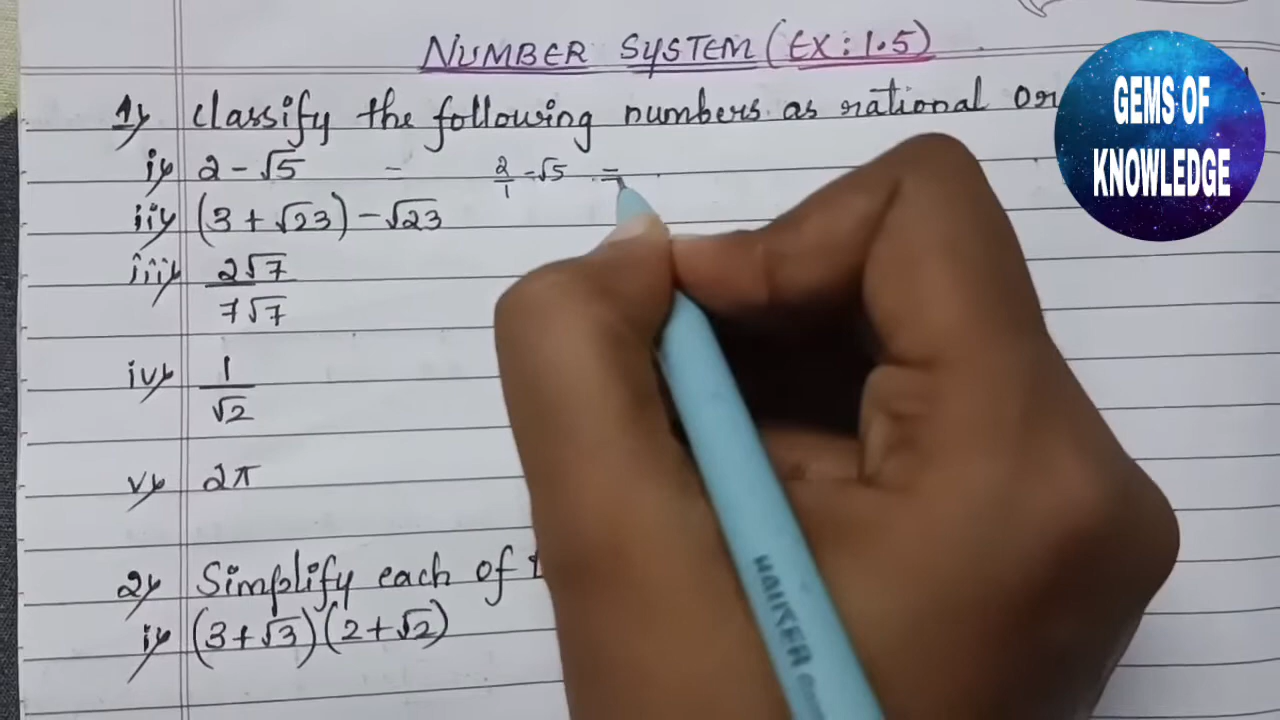 NUMBER SYSTEM (EX: 1.5)
1) Classify the following numbers as rational or
GEMS OF
KNOWLEDGE
i) 2 - √5 - 2/1 - √5 =
ii) (3 + √23) - √23
iii) 2√7 / 7√7
iv) 1 / √2
v) 2π
2) Simplify each of
i) (3+√3)(2+√2)
HAUSER